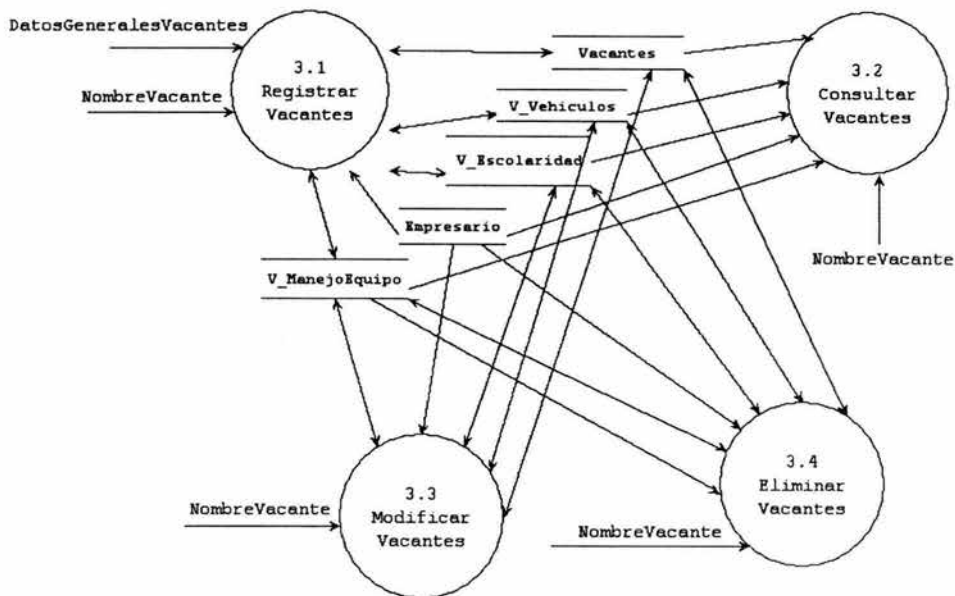 DatosGeneralesVacantes
NombreVacante
3.1
Registrar
Vacantes
Vacantes
V_Vehiculos
V_Escolaridad
Empresario
V_ManejoEquipo
3.2
Consultar
Vacantes
NombreVacante
3.3
Modificar
Vacantes
NombreVacante
3.4
Eliminar
Vacantes
NombreVacante